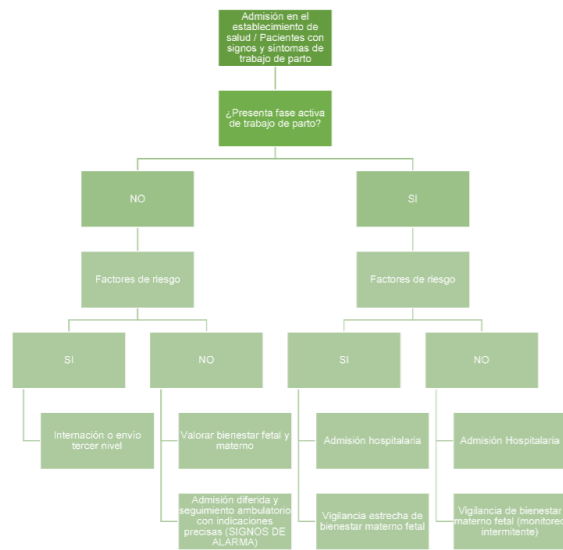 Admisión en el
establecimiento de
salud / Pacientes con
signos y síntomas de
trabajo de parto
¿Presenta fase activa
de trabajo de parto?
NO
SI
Factores de riesgo
Factores de riesgo
SI
NO
SI
NO
Internación o envío
tercer nivel
Valorar bienestar fetal y
materno
Admisión hospitalaria
Admisión Hospitalaria
Admisión diferida y
seguimiento ambulatorio
con indicaciones
precisas (SIGNOS DE
ALARMA)
Vigilancia estrecha de
bienestar materno fetal
Vigilancia de bienestar
materno fetal (monitoreo
intermitente)